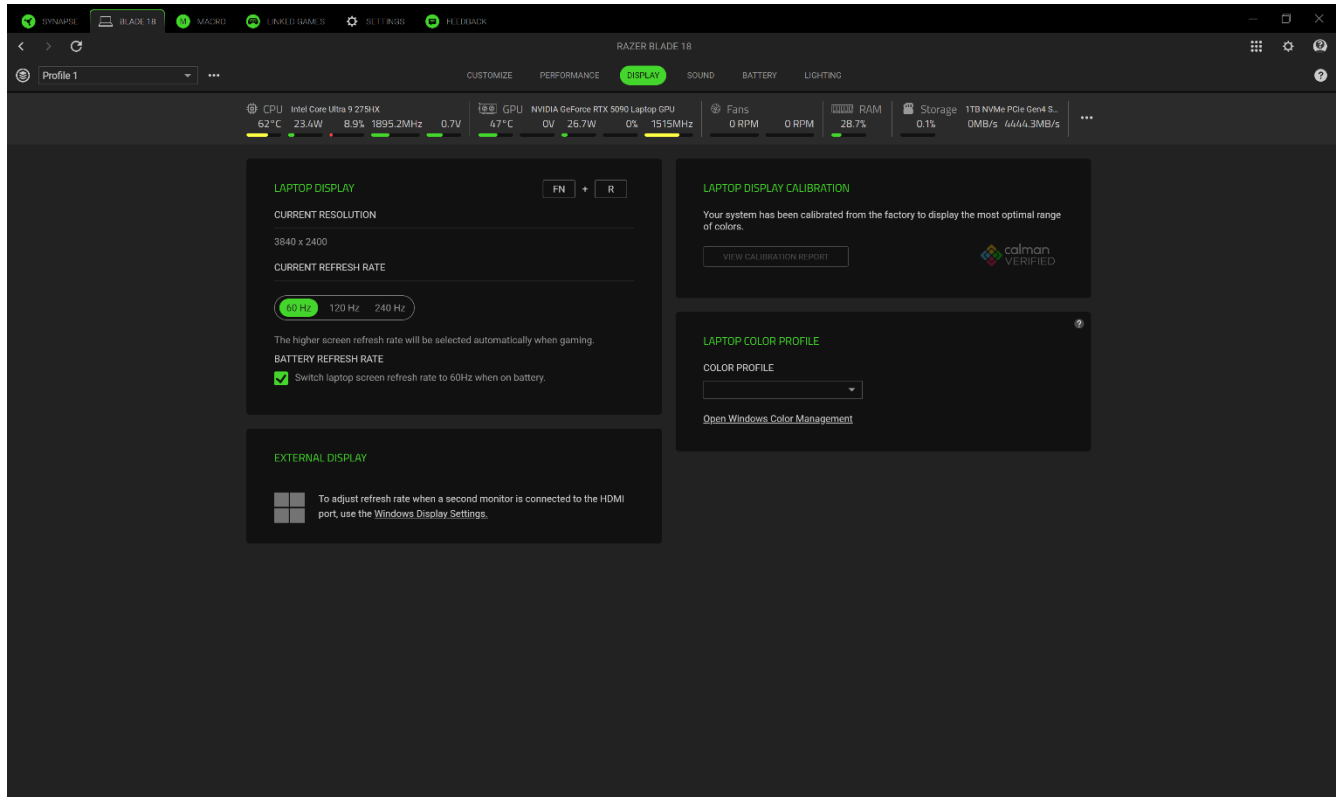 SYNAPSE BLADE 18 M MACRO LINKED GAMES SETTINGS FEEDBACK
RAZER BLADE 18
Profile 1 CUSTOMIZE PERFORMANCE DISPLAY SOUND BATTERY LIGHTING
CPU Intel Core Ultra 9 275HX GPU NVIDIA GeForce RTX 5090 Laptop GPU Fans RAM Storage 1TB NVMe PCIe Gen4 S...
62°C 23.4W 8.9% 1895.2MHz 0.7V 47°C 0V 26.7W 0% 1515MHz 0 RPM 0 RPM 28.7% 0.1% 0MB/s 4444.3MB/s
LAPTOP DISPLAY FN + R
CURRENT RESOLUTION
3840 x 2400
CURRENT REFRESH RATE
60 Hz 120 Hz 240 Hz
The higher screen refresh rate will be selected automatically when gaming.
BATTERY REFRESH RATE
Switch laptop screen refresh rate to 60Hz when on battery.
EXTERNAL DISPLAY
To adjust refresh rate when a second monitor is connected to the HDMI
port, use the Windows Display Settings.
LAPTOP DISPLAY CALIBRATION
Your system has been calibrated from the factory to display the most optimal range
of colors.
VIEW CALIBRATION REPORT
calman
VERIFIED
LAPTOP COLOR PROFILE
COLOR PROFILE
Open Windows Color Management